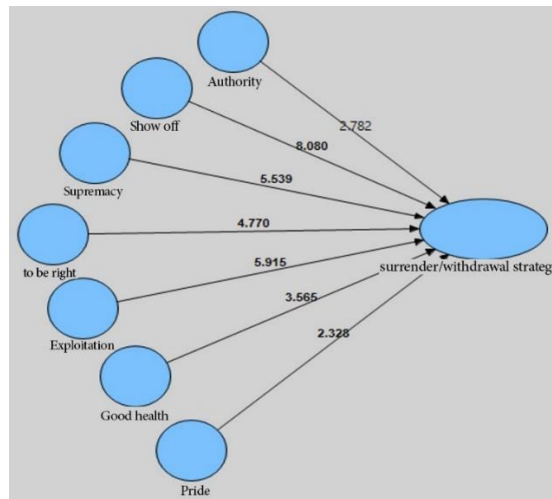 Authority
2.782
Show off
8.080
Supremacy
5.539
to be right
4.770
surrender/withdrawal strateg
Exploitation
5.915
Good health
3.565
Pride
2.328